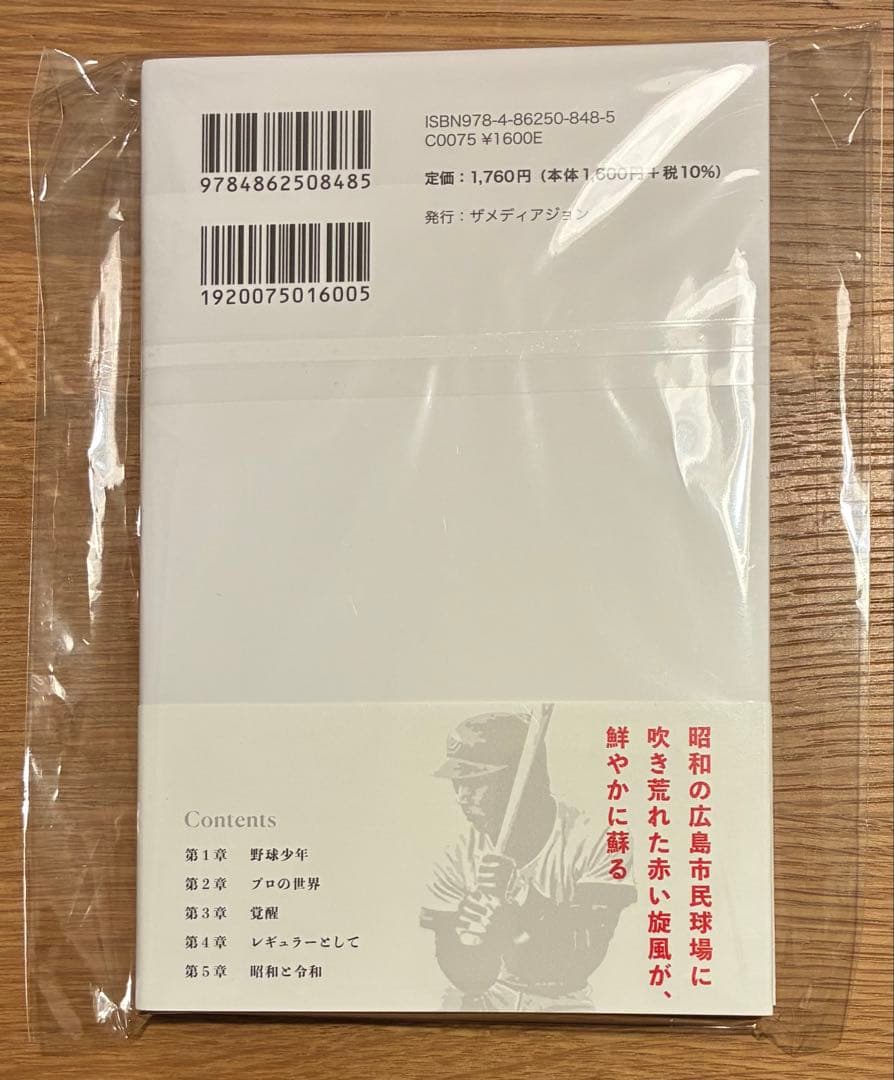 9784862508485
1920075016005
ISBN978-4-86250-848-5
C0075 ¥1600E
定価：1,760円（本体1,600円＋税10%）
発行：ザメディアジョン
昭和の広島市民球場に
吹き荒れた赤い旋風が、
鮮やかに蘇る
Contents
第1章 野球少年
第2章 プロの世界
第3章 覚醒
第4章 レギュラーとして
第5章 昭和と令和